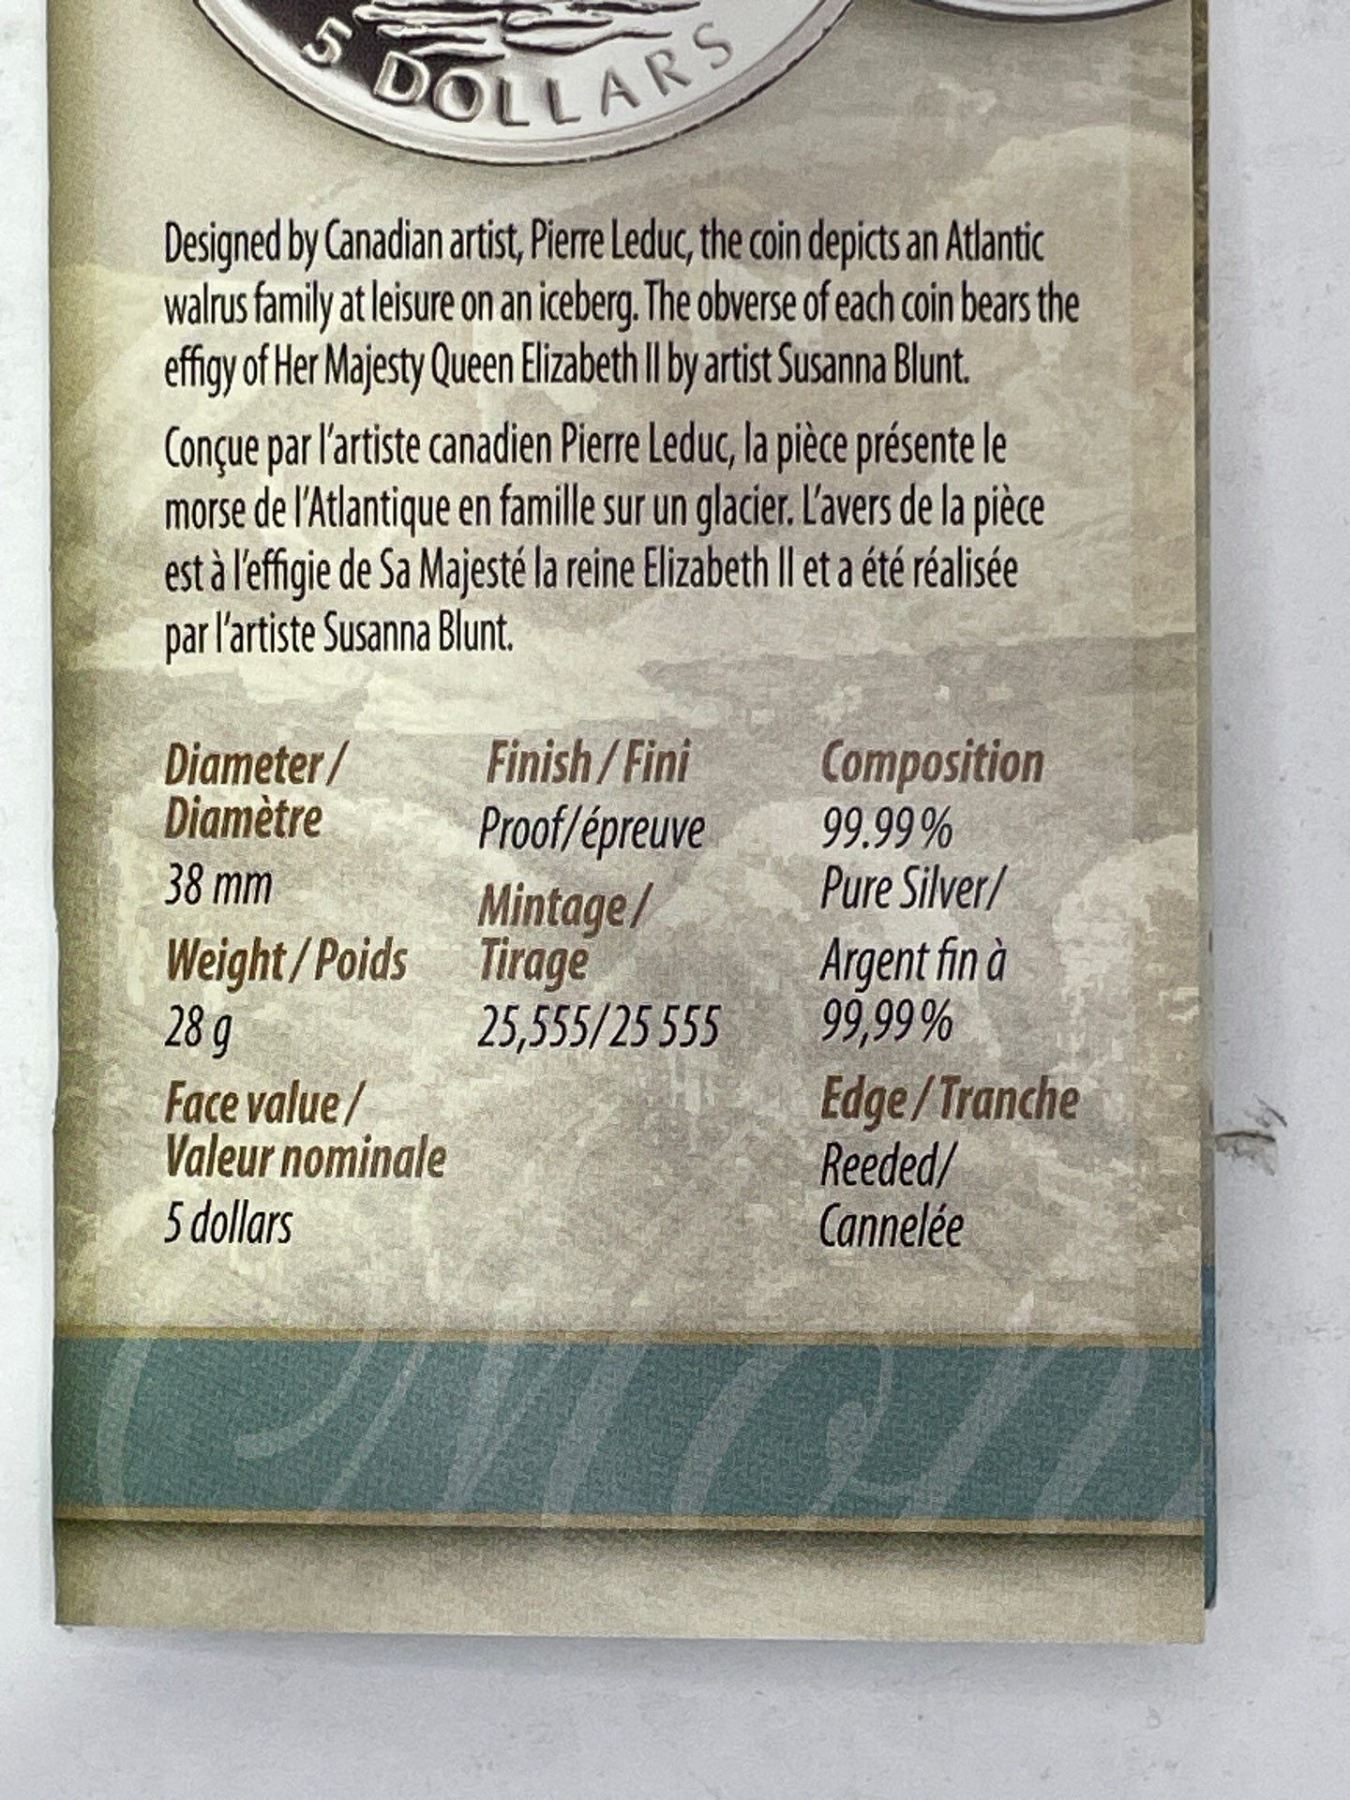 5 DOLLARS
Designed by Canadian artist, Pierre Leduc, the coin depicts an Atlantic
walrus family at leisure on an iceberg. The obverse of each coin bears the
effigy of Her Majesty Queen Elizabeth II by artist Susanna Blunt.
Conçue par l'artiste canadien Pierre Leduc, la pièce présente le
morse de l'Atlantique en famille sur un glacier. L'avers de la pièce
est à l'effigie de Sa Majesté la reine Elizabeth II et a été réalisée
par l'artiste Susanna Blunt.
Diameter /
Diamètre
38 mm
Weight / Poids
28 g
Face value /
Valeur nominale
5 dollars
Finish / Fini
Proof/épreuve
Mintage /
Tirage
25,555/25 555
Composition
99.99 %
Pure Silver/
Argent fin à
99,99 %
Edge / Tranche
Reeded/
Cannelée